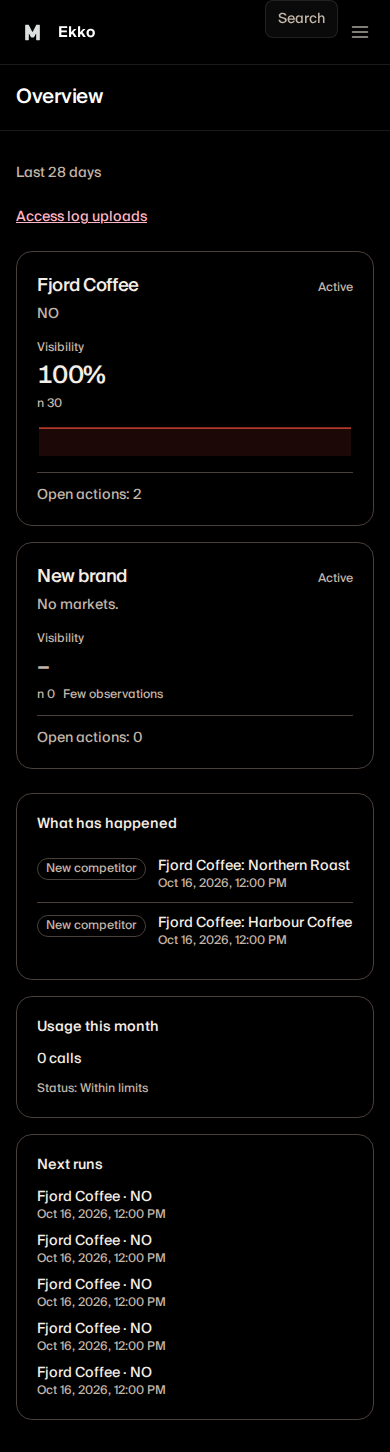 M Ekko
Search
Overview
Last 28 days
Access log uploads
Fjord Coffee
Active
NO
Visibility
100%
n 30
Open actions: 2
New brand
Active
No markets.
Visibility
–
n 0 Few observations
Open actions: 0
What has happened
New competitor
Fjord Coffee: Northern Roast
Oct 16, 2026, 12:00 PM
New competitor
Fjord Coffee: Harbour Coffee
Oct 16, 2026, 12:00 PM
Usage this month
0 calls
Status: Within limits
Next runs
Fjord Coffee · NO
Oct 16, 2026, 12:00 PM
Fjord Coffee · NO
Oct 16, 2026, 12:00 PM
Fjord Coffee · NO
Oct 16, 2026, 12:00 PM
Fjord Coffee · NO
Oct 16, 2026, 12:00 PM
Fjord Coffee · NO
Oct 16, 2026, 12:00 PM